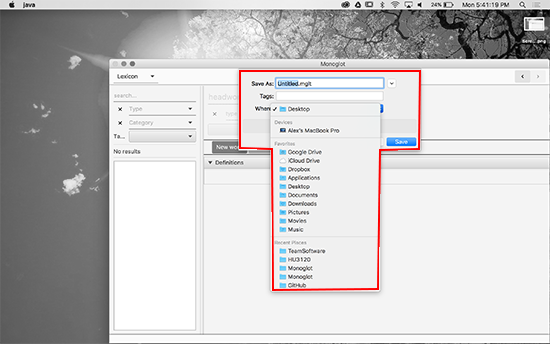 java
24%
Mon 5:41:19 PM
Monoglot
Lexicon
Save As: Untitled.mglt
Tags:
Where: Desktop
search...
Type
Category
Ta...
No results
New wo
Definitions
Save
Devices
Alex's MacBook Pro
Favorites
Google Drive
iCloud Drive
Dropbox
Applications
Desktop
Documents
Downloads
Pictures
Movies
Music
Recent Places
TeamSoftware
HU3120
Monoglot
Monoglot
GitHub